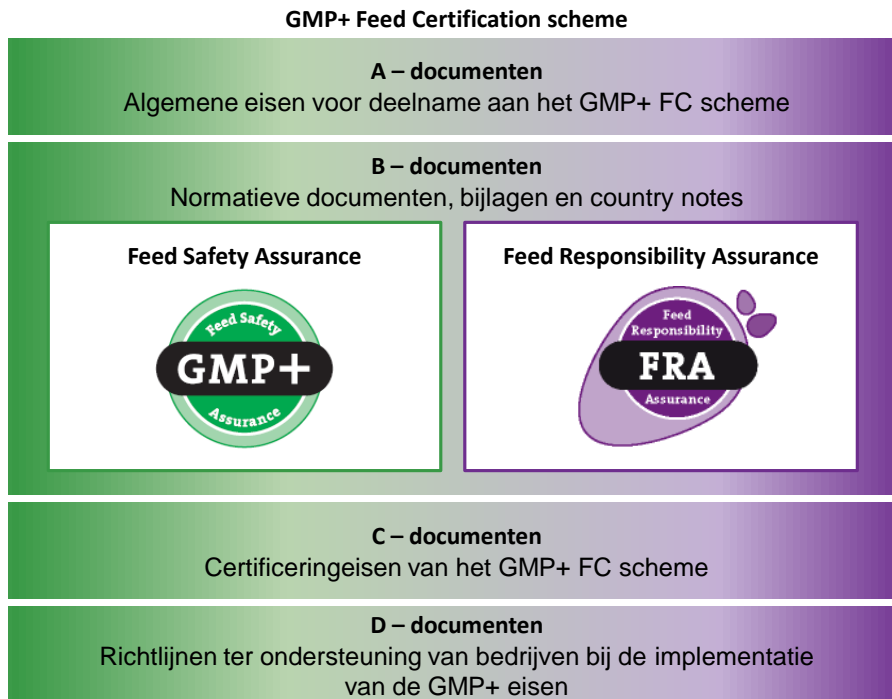 GMP+ Feed Certification scheme
A – documenten
Algemene eisen voor deelname aan het GMP+ FC scheme
B – documenten
Normatieve documenten, bijlagen en country notes
Feed Safety Assurance
Feed Safety
GMP+
Assurance
Feed Responsibility Assurance
Feed
Responsibility
FRA
Assurance
C – documenten
Certificeringeisen van het GMP+ FC scheme
D – documenten
Richtlijnen ter ondersteuning van bedrijven bij de implementatie
van de GMP+ eisen